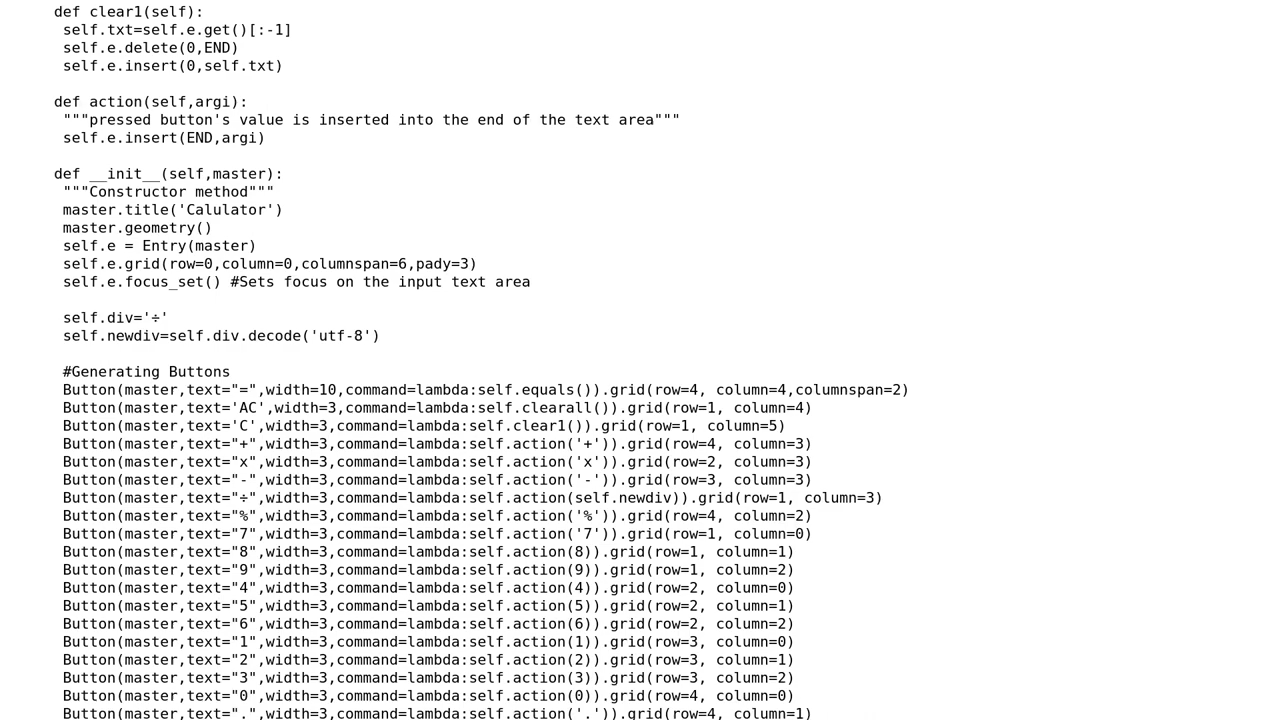 def clear1(self):
self.txt=self.e.get()[:-1]
self.e.delete(0,END)
self.e.insert(0,self.txt)
def action(self,argi):
"""pressed button's value is inserted into the end of the text area"""
self.e.insert(END,argi)
def __init__(self,master):
"""Constructor method"""
master.title('Calulator')
master.geometry()
self.e = Entry(master)
self.e.grid(row=0,column=0,columnspan=6,pady=3)
self.e.focus_set() #Sets focus on the input text area
self.div='÷'
self.newdiv=self.div.decode('utf-8')
#Generating Buttons
Button(master,text="=",width=10,command=lambda:self.equals()).grid(row=4, column=4,columnspan=2)
Button(master,text='AC',width=3,command=lambda:self.clearall()).grid(row=1, column=4)
Button(master,text='C',width=3,command=lambda:self.clear1()).grid(row=1, column=5)
Button(master,text="+",width=3,command=lambda:self.action('+')).grid(row=4, column=3)
Button(master,text="x",width=3,command=lambda:self.action('x')).grid(row=2, column=3)
Button(master,text="-",width=3,command=lambda:self.action('-')).grid(row=3, column=3)
Button(master,text="÷",width=3,command=lambda:self.action(self.newdiv)).grid(row=1, column=3)
Button(master,text="%",width=3,command=lambda:self.action('%')).grid(row=4, column=2)
Button(master,text="7",width=3,command=lambda:self.action('7')).grid(row=1, column=0)
Button(master,text="8",width=3,command=lambda:self.action(8)).grid(row=1, column=1)
Button(master,text="9",width=3,command=lambda:self.action(9)).grid(row=1, column=2)
Button(master,text="4",width=3,command=lambda:self.action(4)).grid(row=2, column=0)
Button(master,text="5",width=3,command=lambda:self.action(5)).grid(row=2, column=1)
Button(master,text="6",width=3,command=lambda:self.action(6)).grid(row=2, column=2)
Button(master,text="1",width=3,command=lambda:self.action(1)).grid(row=3, column=0)
Button(master,text="2",width=3,command=lambda:self.action(2)).grid(row=3, column=1)
Button(master,text="3",width=3,command=lambda:self.action(3)).grid(row=3, column=2)
Button(master,text="0",width=3,command=lambda:self.action(0)).grid(row=4, column=0)
Button(master,text=".",width=3,command=lambda:self.action('.')).grid(row=4, column=1)